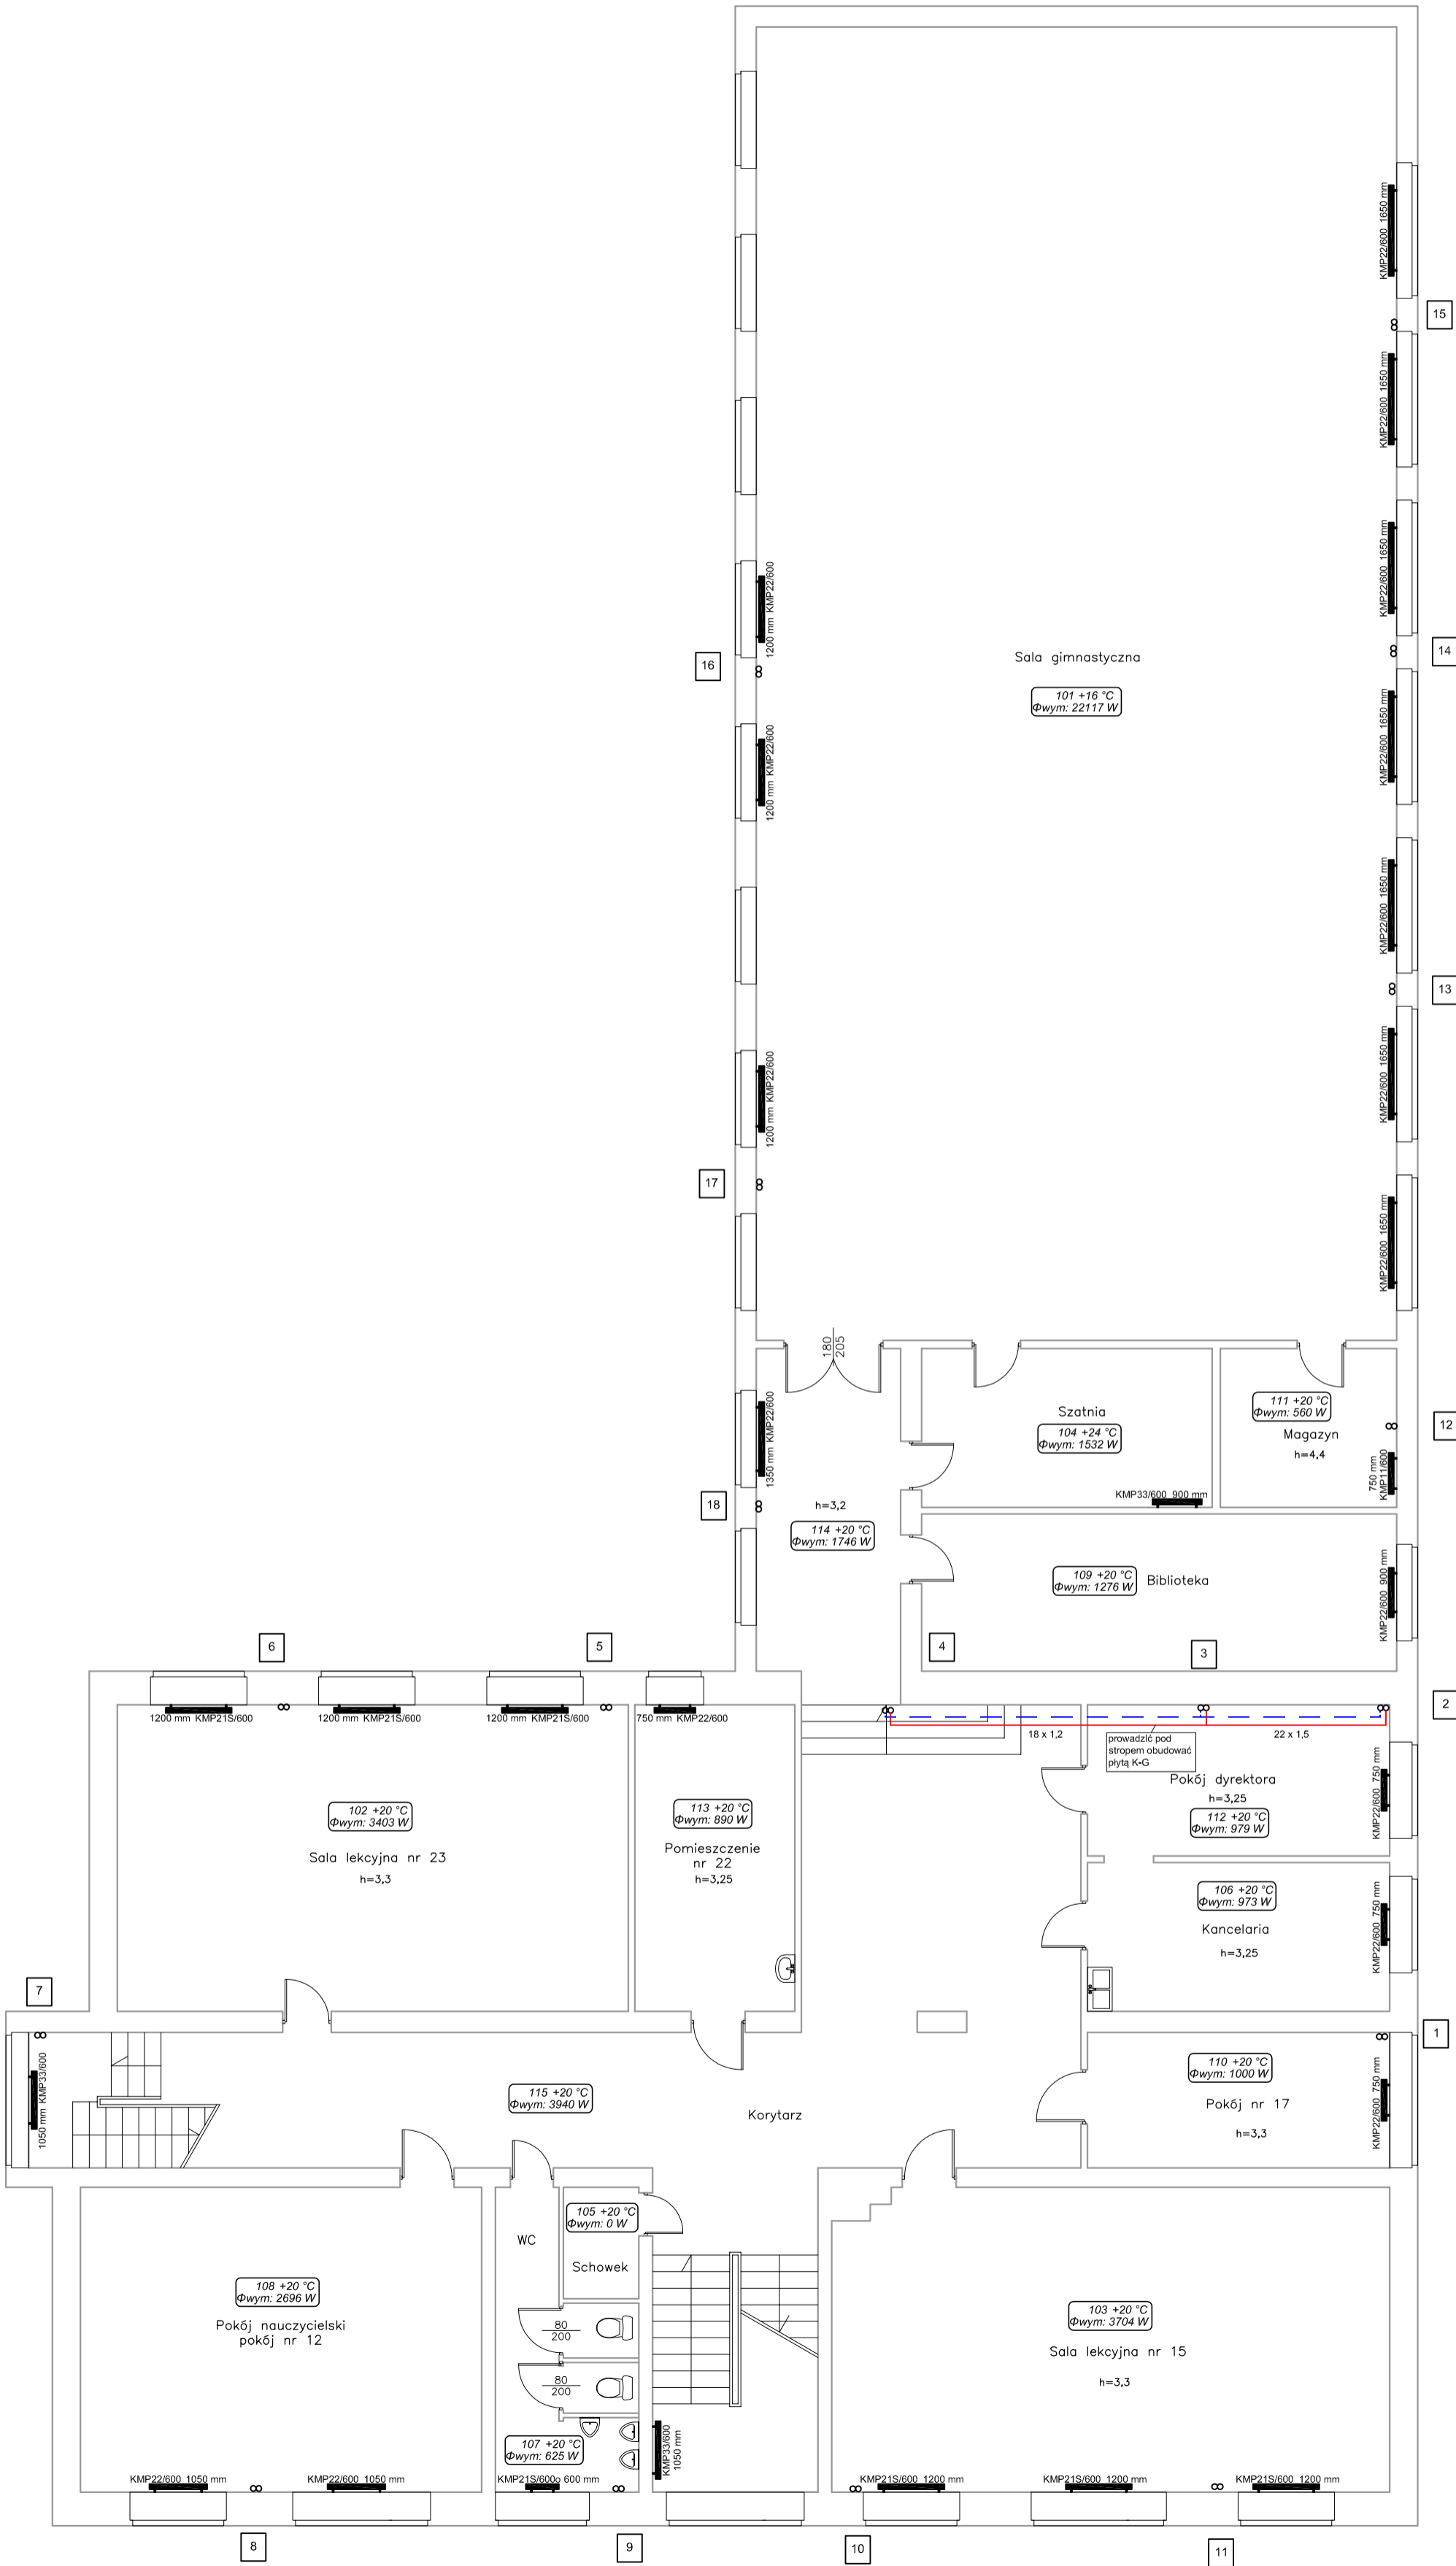 KMP22/600 1650 mm
15
KMP22/600 1650 mm
KMP22/600 1650 mm
1200 mm KMP22/600
16
Sala gimnastyczna
101 +16 °C
Φwym: 22117 W
14
KMP22/600 1650 mm
1200 mm KMP22/600
KMP22/600 1650 mm
13
KMP22/600 1650 mm
1200 mm KMP22/600
17
KMP22/600 1650 mm
180
205
1350 mm KMP22/600
18
h=3,2
114 +20 °C
Φwym: 1746 W
Szatnia
104 +24 °C
Φwym: 1532 W
KMP33/600 900 mm
111 +20 °C
Φwym: 560 W
Magazyn
h=4,4
12
750 mm
KMP11/600
109 +20 °C
Φwym: 1276 W
Biblioteka
KMP22/600 900 mm
6
5
4
3
2
1200 mm KMP21S/600
1200 mm KMP21S/600
1200 mm KMP21S/600
750 mm KMP22/600
18 x 1,2
22 x 1,5
prowadzić pod
stropem obudować
płytą K-G
Pokój dyrektora
h=3,25
112 +20 °C
Φwym: 979 W
KMP22/600 750 mm
102 +20 °C
Φwym: 3403 W
Sala lekcyjna nr 23
h=3,3
113 +20 °C
Φwym: 890 W
Pomieszczenie
nr 22
h=3,25
106 +20 °C
Φwym: 973 W
Kancelaria
h=3,25
KMP22/600 750 mm
7
1050 mm KMP33/600
1
115 +20 °C
Φwym: 3940 W
Korytarz
110 +20 °C
Φwym: 1000 W
Pokój nr 17
h=3,3
KMP22/600 750 mm
105 +20 °C
Φwym: 0 W
WC
Schowek
108 +20 °C
Φwym: 2696 W
Pokój nauczycielski
pokój nr 12
80
200
80
200
103 +20 °C
Φwym: 3704 W
Sala lekcyjna nr 15
h=3,3
107 +20 °C
Φwym: 625 W
KMP33/600
1050 mm
KMP22/600 1050 mm
KMP22/600 1050 mm
KMP21S/600o 600 mm
KMP21S/600 1200 mm
KMP21S/600 1200 mm
KMP21S/600 1200 mm
8
9
10
11